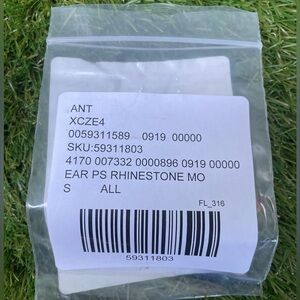 ANT
XCZE4
0059311589 0919 00000
SKU:59311803
4170 007332 0000896 0919 00000
EAR PS RHINESTONE MO
S ALL
FL_316
59311803